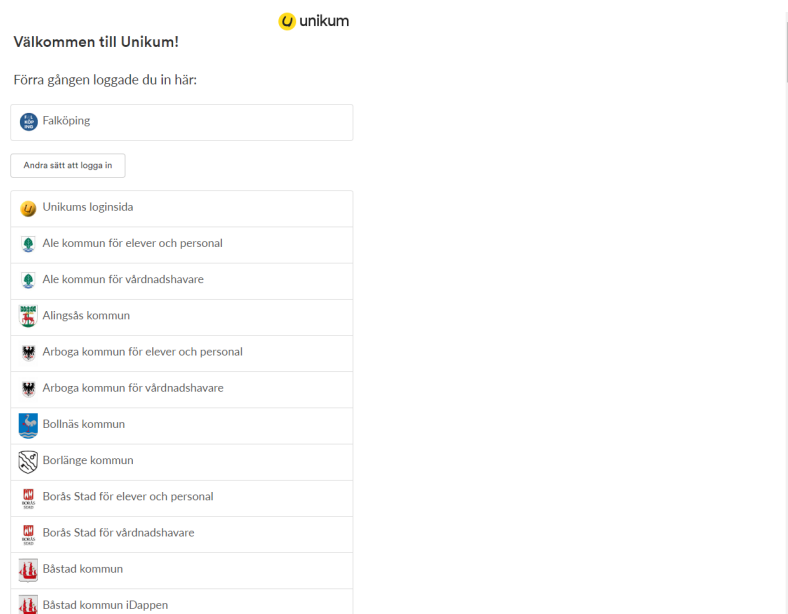 unikum
Välkommen till Unikum!
Förra gången loggade du in här:
Falköping
Andra sätt att logga in
Unikums loginsida
Ale kommun för elever och personal
Ale kommun för vårdnadshavare
Alingsås kommun
Arboga kommun för elever och personal
Arboga kommun för vårdnadshavare
Bollnäs kommun
Borlänge kommun
Borås Stad för elever och personal
Borås Stad för vårdnadshavare
Båstad kommun
Båstad kommun iDappen